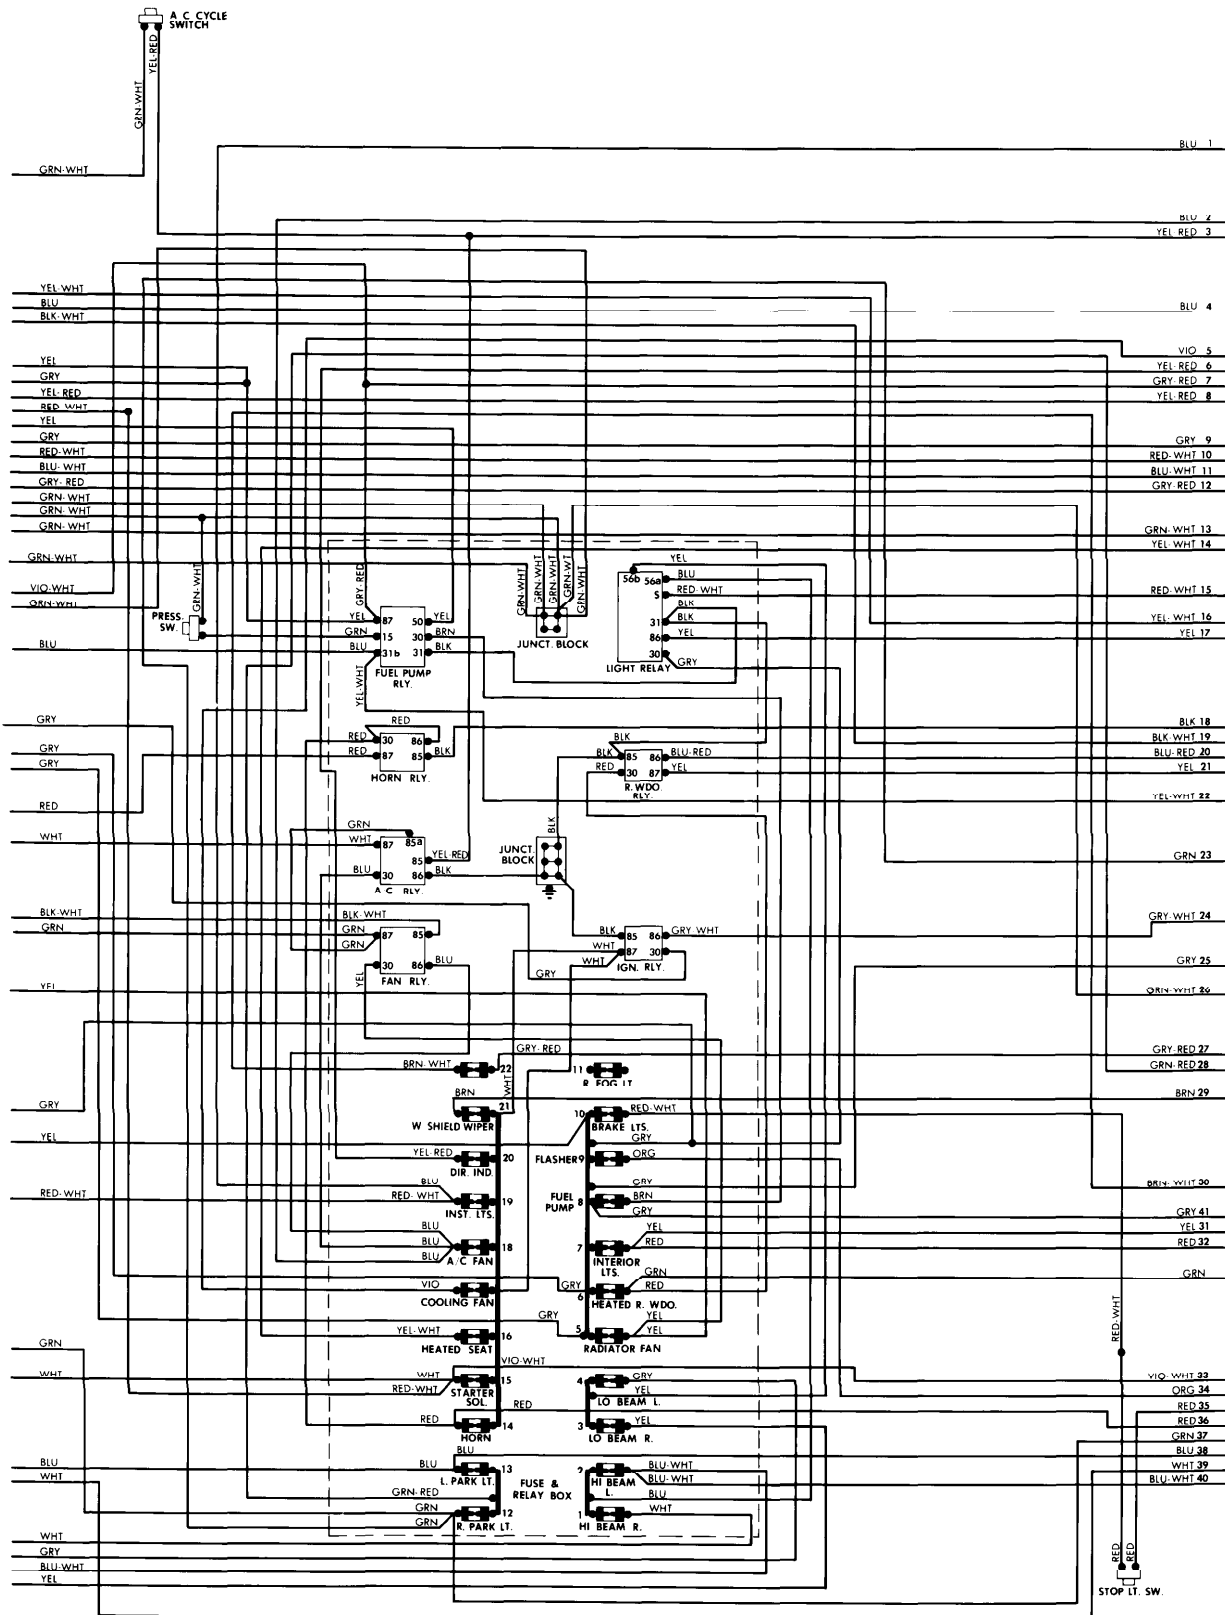 A C CYCLE
SWITCH
YEL-RED
GRN-WHT
BLU 1
GRN-WHT
BLU 2
YEL RED 3
YEL-WHT
BLU
BLU 4
BLK-WHT
VIO 5
YEL
YEL-RED 6
GRY
GRY-RED 7
YEL-RED
YEL-RED 8
RED WHT
YEL
GRY
GRY 9
RED-WHT
RED-WHT 10
BLU-WHT
BLU-WHT 11
GRY-RED
GRY-RED 12
GRN-WHT
GRN-WHT
GRN-WHT
GRN-WHT 13
YEL-WHT 14
GRN-WHT
VIO-WHT
GRN-WHT
GRY-RED
GRN-WHT
GRN-WHT
GRN-WHT
GRN-WT
GRN-WHT
YEL
56b 56a BLU
S RED-WHT
RED-WHT 15
BLK
31 BLK
YEL-WHT 16
86 YEL
YEL 17
30 GRY
LIGHT RELAY
ORN-WHT
PRESS.
SW.
YEL 87 50 YEL
GRN 15 30 BRN
BLU
BLU 31b 31 BLK
FUEL PUMP
RLY.
YEL-WHT
JUNCT. BLOCK
GRY
BLK 18
RED
RED 30 86
RED 87 85 BLK
HORN RLY.
BLK
BLK 85 86 BLU-RED
RED 30 87 YEL
R. WDO.
RLY.
BLK-WHT 19
BLU-RED 20
YEL 21
YEL-WHT 22
GRY
GRY
RED
WHT
GRN
WHT 87 85a
85 YEL-RED
BLU 30 86 BLK
A C RLY.
JUNCT.
BLOCK
BLK
GRN 23
BLK-WHT
BLK-WHT
GRN
GRN 87 85
GRN
30 86 BLU
YEL
FAN RLY.
BLK 85 86 GRY WHT
WHT 87 30
WHT
IGN. RLY.
GRY
GRY-WHT 24
GRY 25
YEL
ORN-WHT 26
GRY-RED
GRY-RED 27
BRN-WHT 22
11 R FOG LT
GRN-RED 28
WHT
BRN 21
BRN 29
GRY
W SHIELD WIPER
10 RED-WHT
BRAKE LTS.
GRY
YEL
YEL-RED 20
DIR. IND.
FLASHER 9 ORG
BLU
GRY
BRN-WHT 30
RED-WHT
RED-WHT 19
INST. LTS.
FUEL
PUMP 8 BRN
GRY
GRY 41
BLU
YEL
YEL 31
BLU 18
BLU
A/C FAN
7 RED
INTERIOR
LTS.
RED 32
GRN
GRN
VIO
COOLING FAN
GRY 6 RED
HEATED R. WDO.
GRY
YEL
YEL-WHT 16
HEATED SEAT
5 YEL
RADIATOR FAN
RED-WHT
GRN
VIO-WHT
WHT
WHT 15
RED-WHT
STARTER
SOL.
4 GRY
YEL
LO BEAM L.
VIO-WHT 33
ORG 34
RED
RED 35
RED 14
HORN
3 YEL
LO BEAM R.
RED 36
GRN 37
BLU
BLU 38
BLU
BLU 13
L. PARK LT.
FUSE &
RELAY BOX
2 BLU-WHT
BLU-WHT
HI BEAM
L.
WHT 39
BLU-WHT 40
WHT
GRN-RED
BLU
GRN 12
GRN
R. PARK LT.
1 WHT
HI BEAM R.
WHT
GRY
BLU-WHT
YEL
RED
RED
STOP LT. SW.